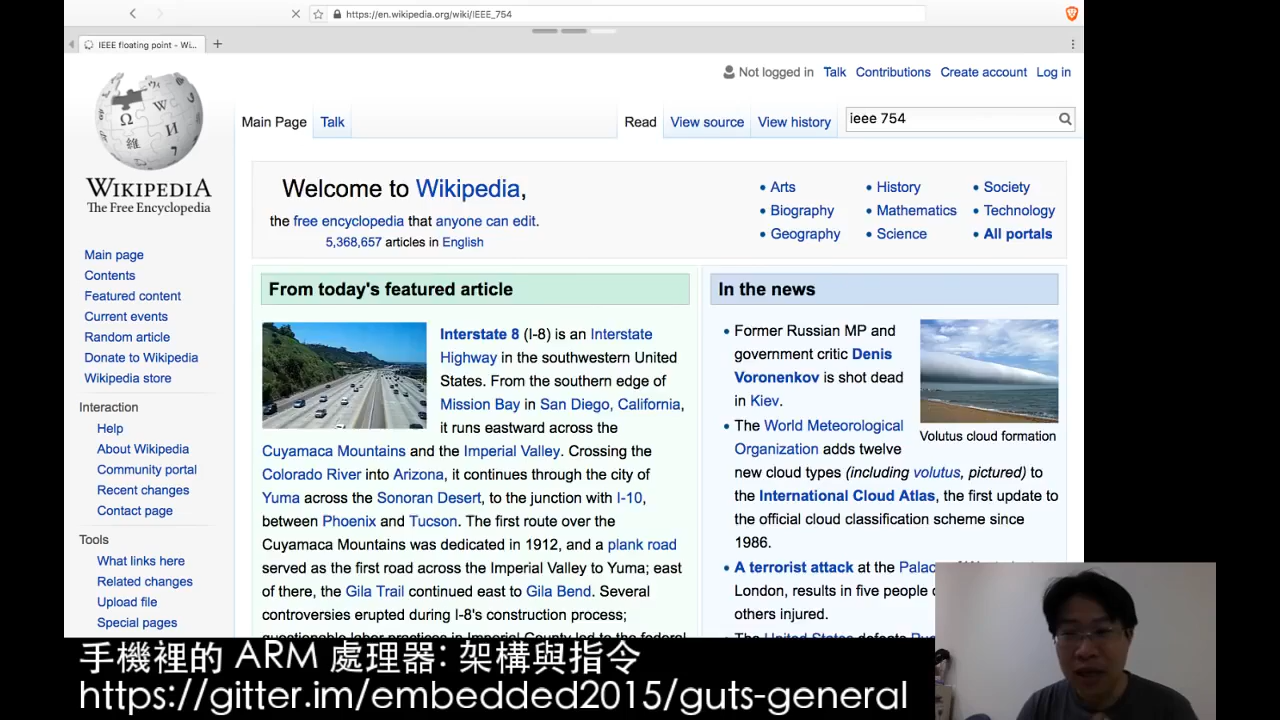 https://en.wikipedia.org/wiki/IEEE_754
IEEE floating point - Wi...
Not logged in Talk Contributions Create account Log in
Main Page Talk Read View source View history ieee 754
WIKIPEDIA
The Free Encyclopedia
Main page
Contents
Featured content
Current events
Random article
Donate to Wikipedia
Wikipedia store
Interaction
Help
About Wikipedia
Community portal
Recent changes
Contact page
Tools
What links here
Related changes
Upload file
Special pages
Welcome to Wikipedia,
the free encyclopedia that anyone can edit.
5,368,657 articles in English
• Arts
• Biography
• Geography
• History
• Mathematics
• Science
• Society
• Technology
• All portals
From today's featured article
Interstate 8 (I-8) is an Interstate
Highway in the southwestern United
States. From the southern edge of
Mission Bay in San Diego, California,
it runs eastward across the
Cuyamaca Mountains and the Imperial Valley. Crossing the
Colorado River into Arizona, it continues through the city of
Yuma across the Sonoran Desert, to the junction with I-10,
between Phoenix and Tucson. The first route over the
Cuyamaca Mountains was dedicated in 1912, and a plank road
served as the first road across the Imperial Valley to Yuma; east
of there, the Gila Trail continued east to Gila Bend. Several
controversies erupted during I-8's construction process;
questionable labor practices in Imperial County led to the federal
In the news
• Former Russian MP and
government critic Denis
Voronenkov is shot dead
in Kiev.
Volutus cloud formation
• The World Meteorological
Organization adds twelve
new cloud types (including volutus, pictured) to
the International Cloud Atlas, the first update to
the official cloud classification scheme since
1986.
• A terrorist attack at the
London, results in five people
others injured.
• The United States defeats
手機裡的 ARM 處理器: 架構與指令
https://gitter.im/embedded2015/guts-general